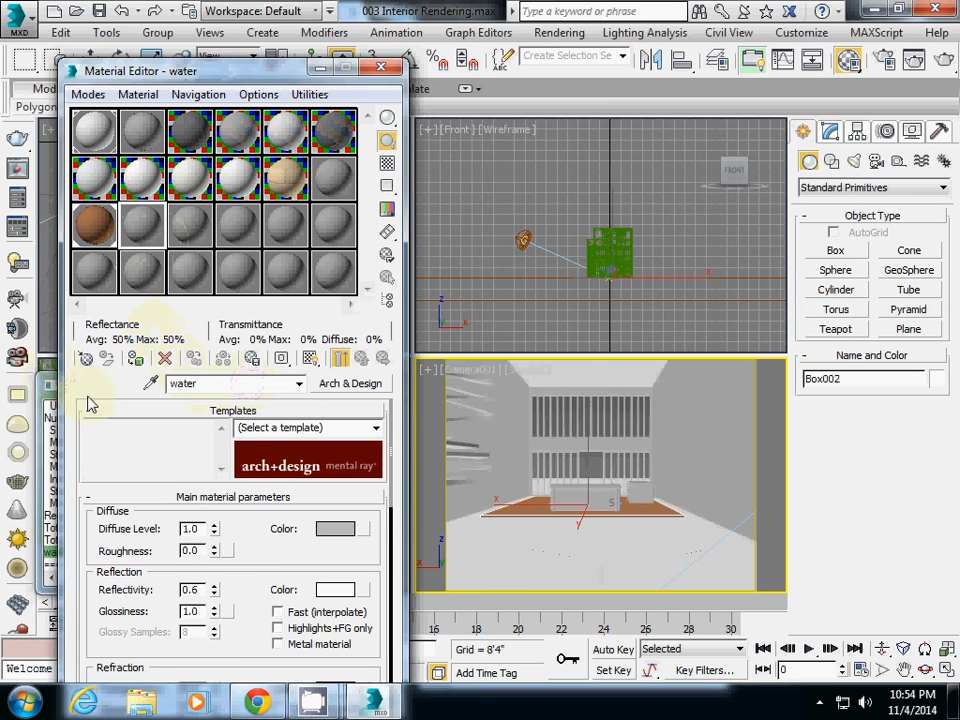 MXD
Workspace: Default
003 Interior Rendering.max
Type a keyword or phrase
Edit Tools Group Views Create Modifiers Animation Graph Editors Rendering Lighting Analysis Civil View Customize MAXScript Help
View
Create Selection Se
Material Editor - water
Modes Material Navigation Options Utilities
Polygon
[+][Front][Wireframe]
FRONT
Standard Primitives
Object Type
AutoGrid
Box Cone
Sphere GeoSphere
Cylinder Tube
Torus Pyramid
Teapot Plane
Name and Color
Box002
Reflectance Transmittance
Avg: 50% Max: 50% Avg: 0% Max: 0% Diffuse: 0%
water
Arch & Design
Templates
(Select a template)
arch+design mental ray
Main material parameters
Diffuse
Diffuse Level: 1.0 Color:
Roughness: 0.0
Reflection
Reflectivity: 0.6 Color:
Glossiness: 1.0 Fast (interpolate)
Glossy Samples: 8 Highlights+FG only
Metal material
Refraction
x z
x y z
S
16 18 20 22 24 26 28 30
Welcome
Grid = 8'4"
Add Time Tag
Auto Key Selected
Set Key Key Filters...
0
10:54 PM
11/4/2014